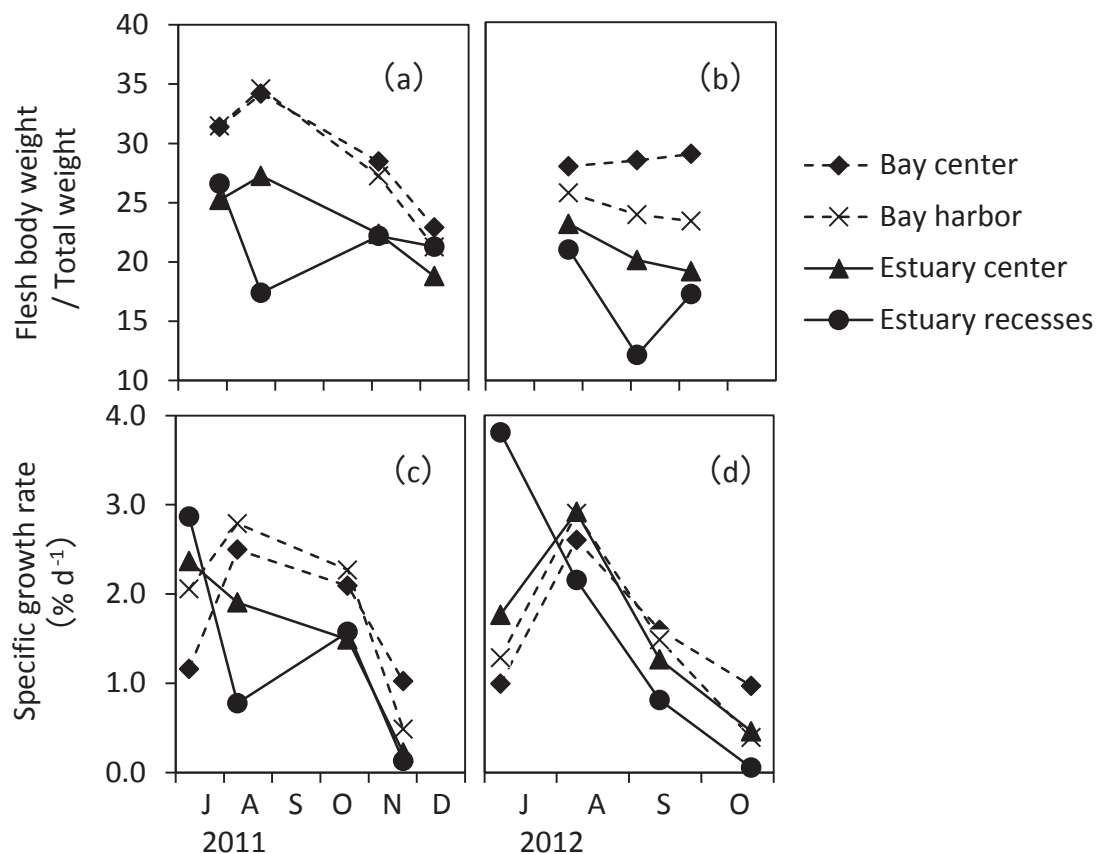 40
35
30
25
20
15
10
Flesh body weight
/ Total weight
(a)
(b)
Bay center
Bay harbor
Estuary center
Estuary recesses
4.0
3.0
2.0
1.0
0.0
Specific growth rate
(% d-1)
(c)
(d)
J A S O N D
2011
J A S O
2012